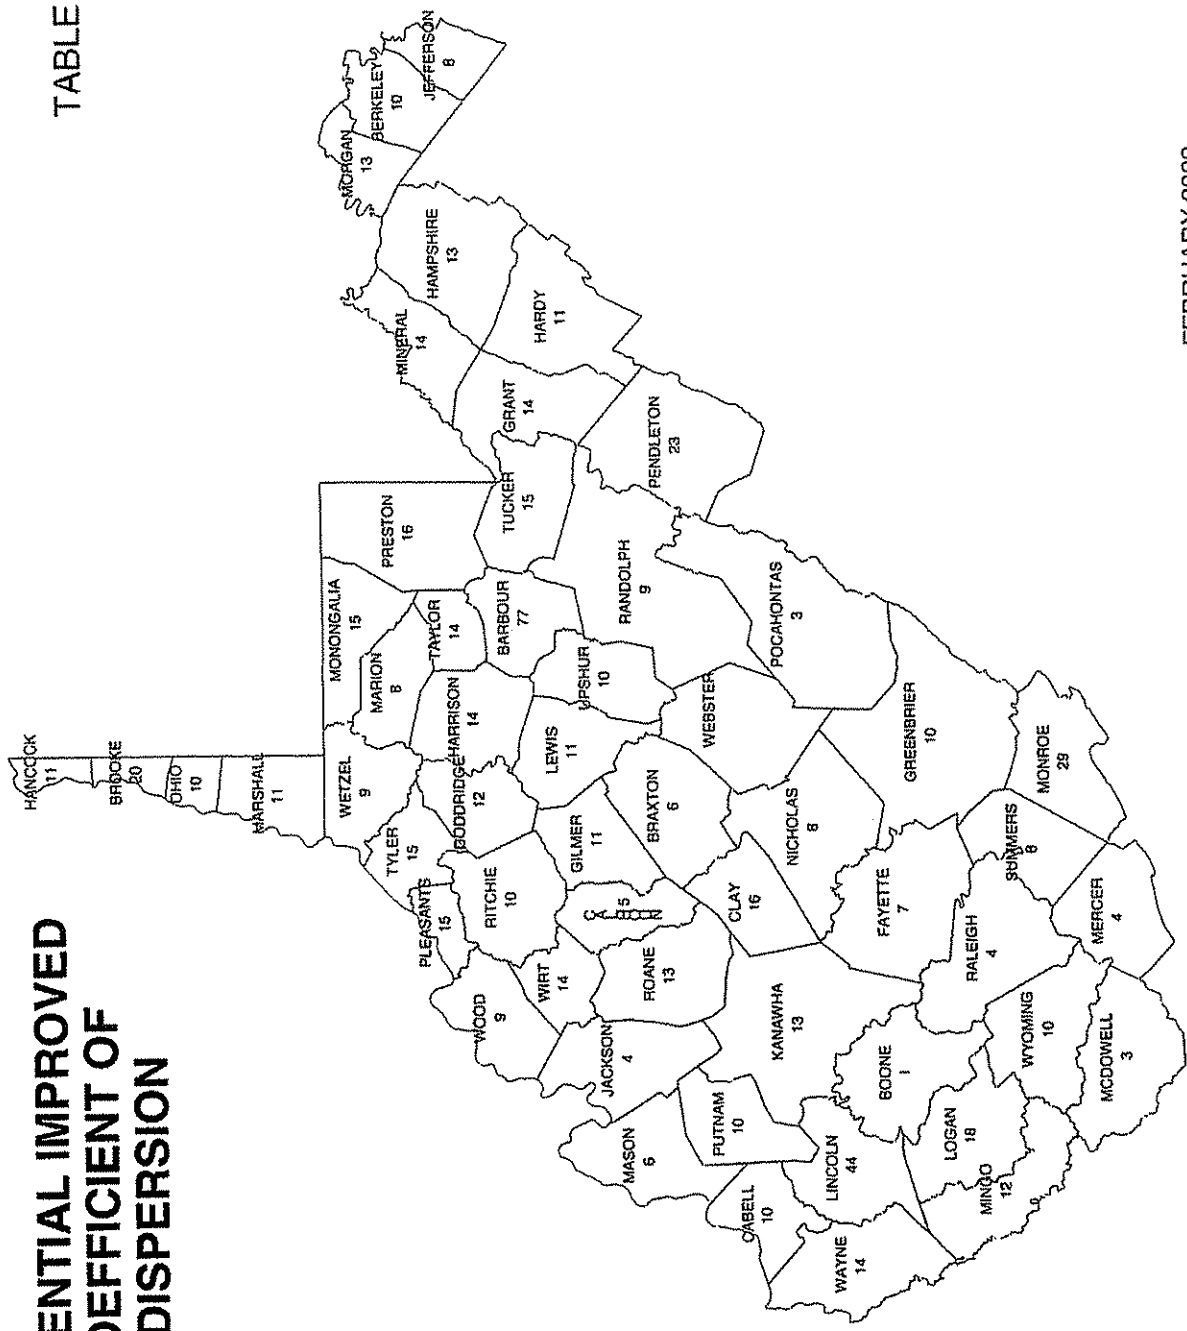 ENTIAL IMPROVED
OEFFICIENT OF
DISPERSION
TABLE
HANCOCK
11
BROOKE
20
OHIO
10
MARSHALL
11
WETZEL
9
MONONGALIA
15
PRESTON
16
MARION
8
TAYLOR
14
TYLER
15
PLEASANTS
15
DODDRIDGE
12
HARRISON
14
BARBOUR
77
TUCKER
15
GRANT
14
MINERAL
14
HAMPSHIRE
13
MORGAN
13
BERKELEY
10
JEFFERSON
8
HARDY
11
PENDLETON
23
WOOD
9
RITCHIE
10
WIRT
14
CALHOUN
5
GILMER
11
LEWIS
11
UPSHUR
10
RANDOLPH
9
JACKSON
4
ROANE
13
BRAXTON
6
WEBSTER
POCAHONTAS
3
MASON
6
PUTNAM
10
KANAWHA
13
CLAY
16
NICHOLAS
8
GREENBRIER
10
CABELL
10
LINCOLN
44
BOONE
1
FAYETTE
7
WAYNE
14
LOGAN
18
RALEIGH
4
SUMMERS
8
MONROE
29
MINGO
12
WYOMING
10
MERCER
4
MCDOWELL
3